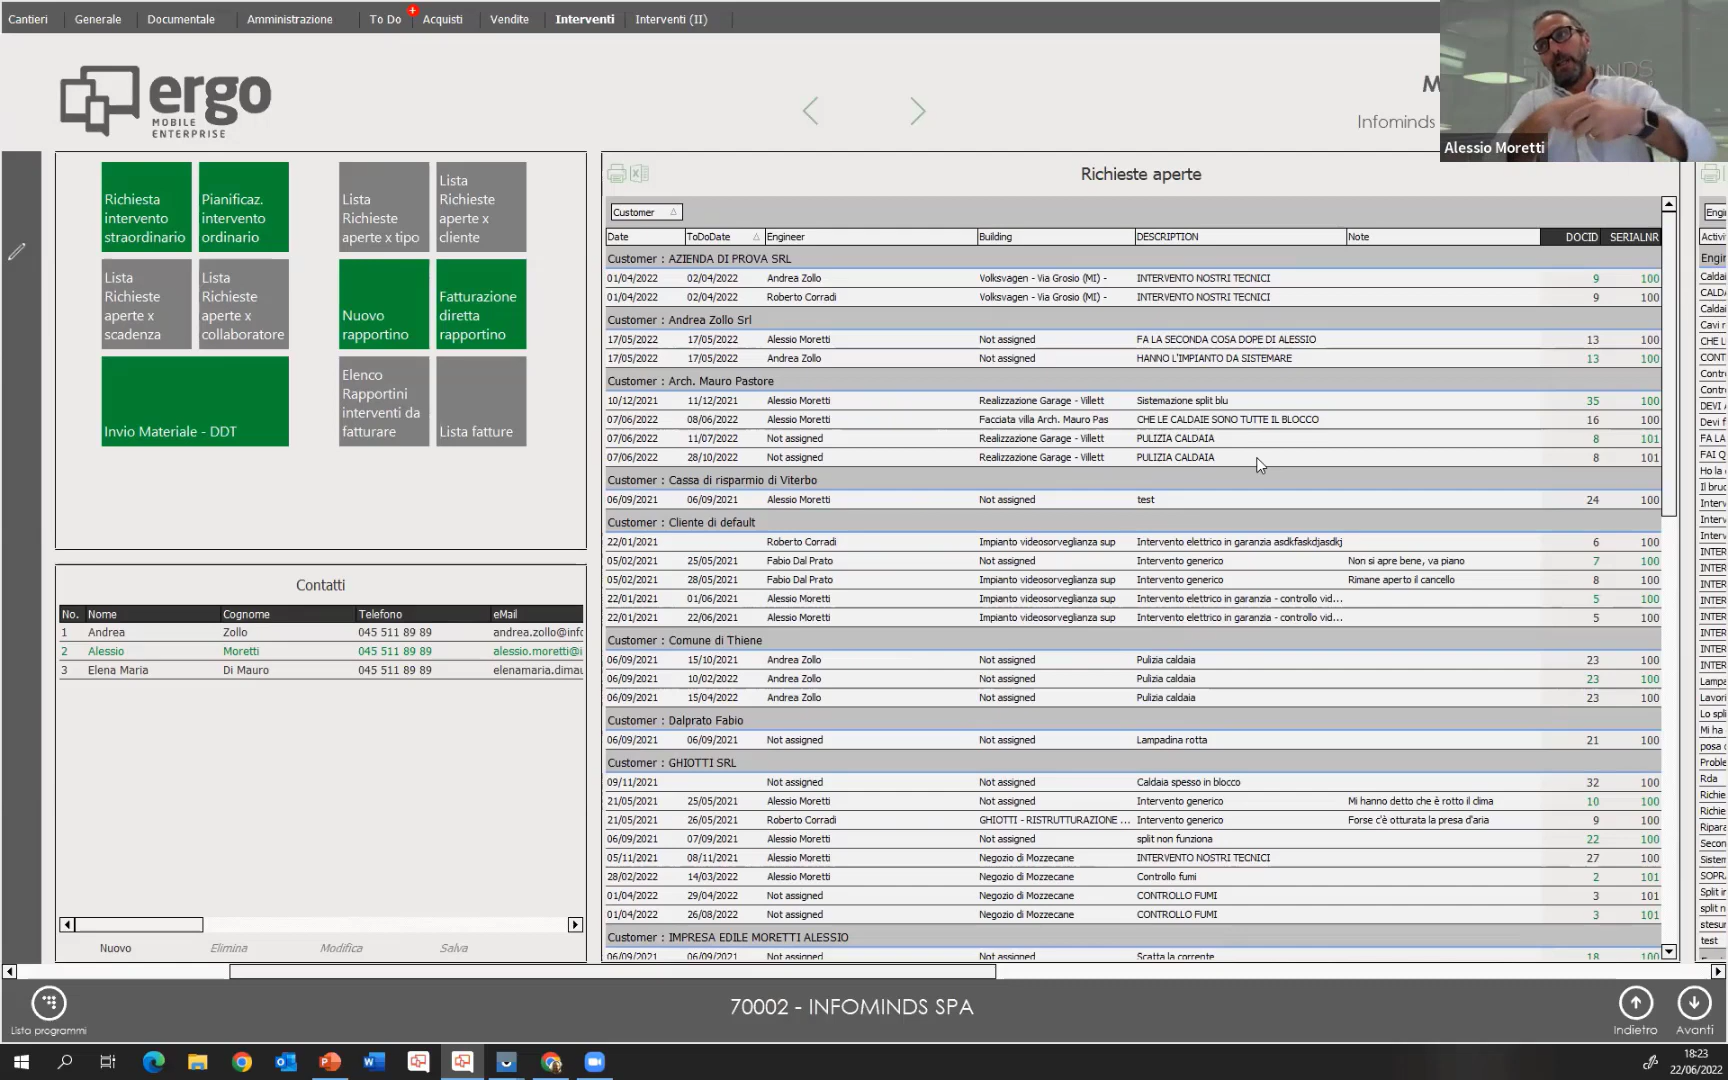 Cantieri Generale Documentale Amministrazione To Do Acquisti Vendite Interventi Interventi (II)
ergo
MOBILE
ENTERPRISE
Infominds
Alessio Moretti
Richiesta intervento straordinario
Pianificaz. intervento ordinario
Lista Richieste aperte x tipo
Lista Richieste aperte x cliente
Lista Richieste aperte x scadenza
Lista Richieste aperte x collaboratore
Nuovo rapportino
Fatturazione diretta rapportino
Invio Materiale - DDT
Elenco Rapportini interventi da fatturare
Lista fatture
Contatti
No. Nome Cognome Telefono eMail
1 Andrea Zollo 045 511 89 89 andrea.zollo@info
2 Alessio Moretti 045 511 89 89 alessio.moretti@i
3 Elena Maria Di Mauro 045 511 89 89 elenamaria.dimau
Nuovo Elimina Modifica Salva
Richieste aperte
Customer
Date ToDoDate Engineer Building DESCRIPTION Note DOCID SERIALNR
Customer : AZIENDA DI PROVA SRL
01/04/2022 02/04/2022 Andrea Zollo Volksvagen - Via Grosio (MI) - INTERVENTO NOSTRI TECNICI 9 100
01/04/2022 02/04/2022 Roberto Corradi Volksvagen - Via Grosio (MI) - INTERVENTO NOSTRI TECNICI 9 100
Customer : Andrea Zollo Srl
17/05/2022 17/05/2022 Alessio Moretti Not assigned FA LA SECONDA COSA DOPE DI ALESSIO 13 100
17/05/2022 17/05/2022 Andrea Zollo Not assigned HANNO L'IMPIANTO DA SISTEMARE 13 100
Customer : Arch. Mauro Pastore
10/12/2021 11/12/2021 Alessio Moretti Realizzazione Garage - Villett Sistemazione split blu 35 100
07/06/2022 08/06/2022 Alessio Moretti Facciata villa Arch. Mauro Pas CHE LE CALDAIE SONO TUTTE IL BLOCCO 16 100
07/06/2022 11/07/2022 Not assigned Realizzazione Garage - Villett PULIZIA CALDAIA 8 101
07/06/2022 28/10/2022 Not assigned Realizzazione Garage - Villett PULIZIA CALDAIA 8 101
Customer : Cassa di risparmio di Viterbo
06/09/2021 06/09/2021 Alessio Moretti Not assigned test 24 100
Customer : Cliente di default
22/01/2021 Roberto Corradi Impianto videosorveglianza sup Intervento elettrico in garanzia asdkfaskdjasdkj 6 100
05/02/2021 25/05/2021 Fabio Dal Prato Not assigned Intervento generico Non si apre bene, va piano 7 100
05/02/2021 28/05/2021 Fabio Dal Prato Impianto videosorveglianza sup Intervento generico Rimane aperto il cancello 8 100
22/01/2021 01/06/2021 Alessio Moretti Impianto videosorveglianza sup Intervento elettrico in garanzia - controllo vid... 5 100
22/01/2021 22/06/2021 Alessio Moretti Impianto videosorveglianza sup Intervento elettrico in garanzia - controllo vid... 5 100
Customer : Comune di Thiene
06/09/2021 15/10/2021 Andrea Zollo Not assigned Pulizia caldaia 23 100
06/09/2021 10/02/2022 Andrea Zollo Not assigned Pulizia caldaia 23 100
06/09/2021 15/04/2022 Andrea Zollo Not assigned Pulizia caldaia 23 100
Customer : Dalprato Fabio
06/09/2021 06/09/2021 Not assigned Not assigned Lampadina rotta 21 100
Customer : GHIOTTI SRL
09/11/2021 Not assigned Not assigned Caldaia spesso in blocco 32 100
21/05/2021 25/05/2021 Alessio Moretti Not assigned Intervento generico Mi hanno detto che è rotto il clima 10 100
21/05/2021 26/05/2021 Roberto Corradi GHIOTTI - RISTRUTTURAZIONE ... Intervento generico Forse c'è otturata la presa d'aria 9 100
06/09/2021 07/09/2021 Alessio Moretti Not assigned split non funziona 22 100
05/11/2021 08/11/2021 Alessio Moretti Negozio di Mozzecane INTERVENTO NOSTRI TECNICI 27 100
28/02/2022 14/03/2022 Alessio Moretti Negozio di Mozzecane Controllo fumi 2 101
01/04/2022 29/04/2022 Not assigned Negozio di Mozzecane CONTROLLO FUMI 3 101
01/04/2022 26/08/2022 Not assigned Negozio di Mozzecane CONTROLLO FUMI 3 101
Customer : IMPRESA EDILE MORETTI ALESSIO
06/09/2021 06/09/2021 Not assigned Not assigned Scatta la corrente 18 100
Lista programmi
70002 - INFOMINDS SPA
Indietro Avanti
18:23
22/06/2022